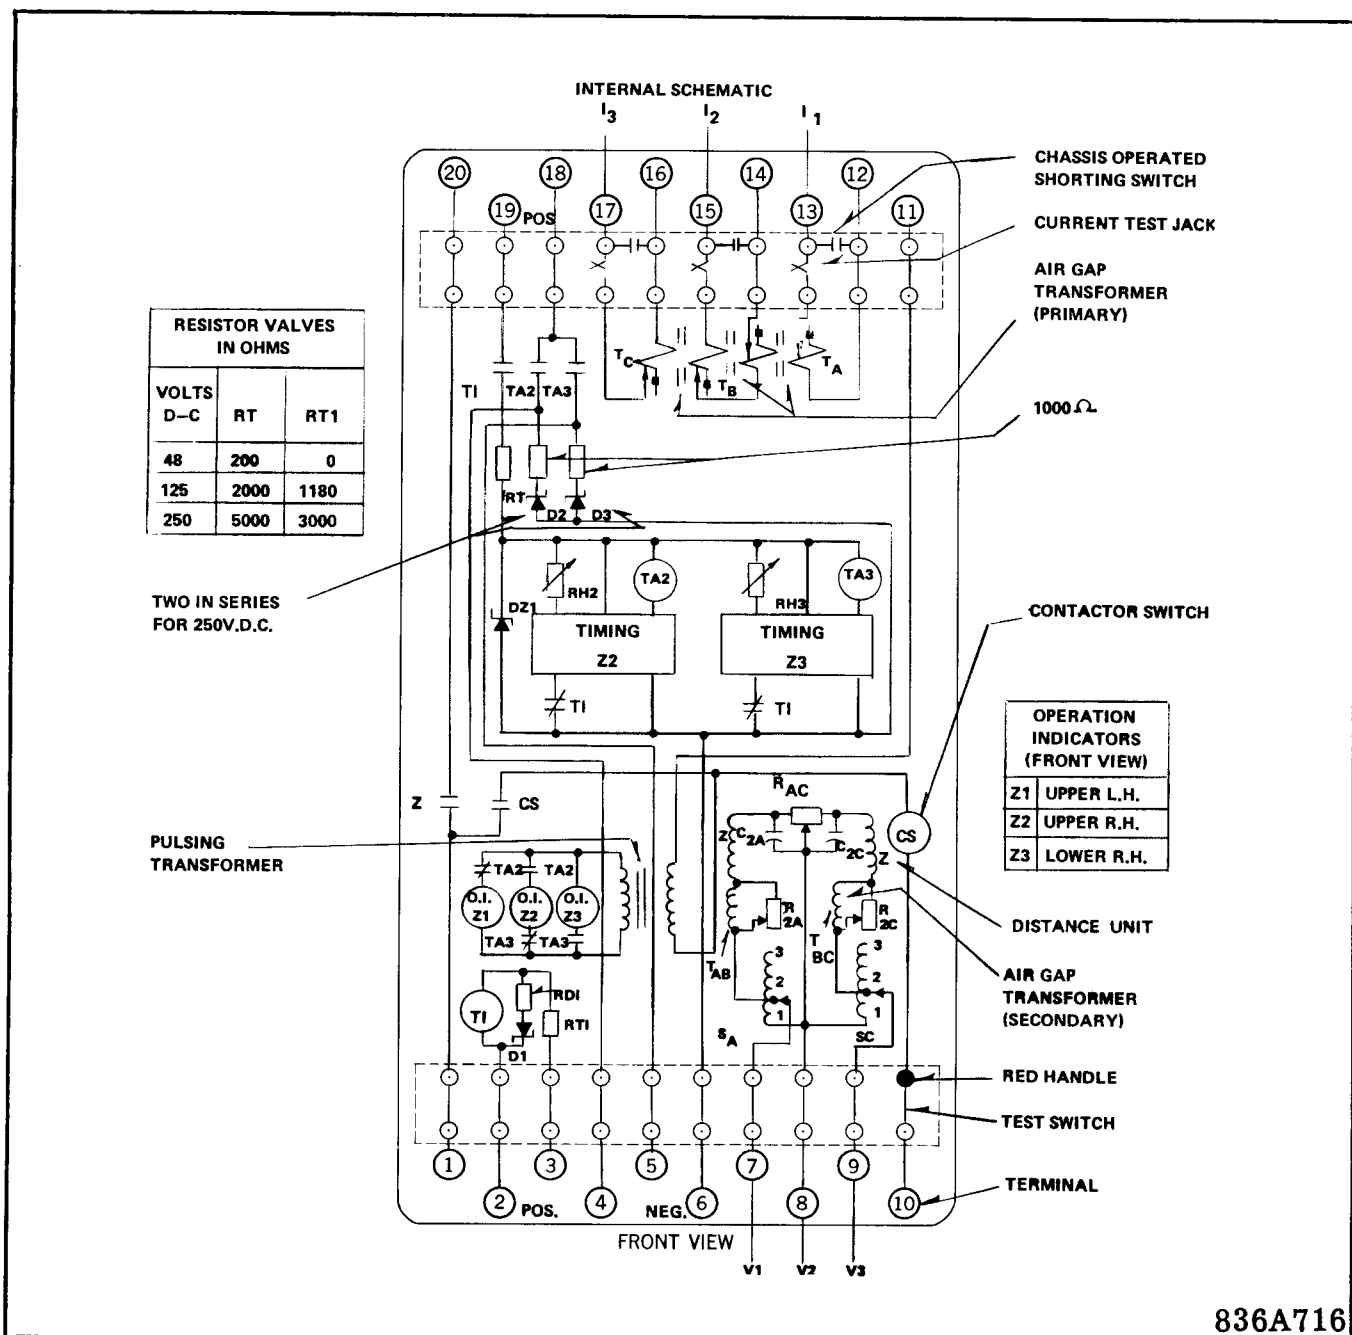 INTERNAL SCHEMATIC
I3 I2 I1
20 18 16 14 12
19 POS 17 15 13 11
CHASSIS OPERATED
SHORTING SWITCH
CURRENT TEST JACK
AIR GAP
TRANSFORMER
(PRIMARY)
1000 Ω
RESISTOR VALVES
IN OHMS
VOLTS
D-C RT RT1
48 200 0
125 2000 1180
250 5000 3000
TC TB TA
TI TA2 TA3
RT D2 D3
TWO IN SERIES
FOR 250V.D.C.
RH2 TA2 RH3 TA3
DZ1
TIMING
Z2
TIMING
Z3
TI TI
CONTACTOR SWITCH
OPERATION
INDICATORS
(FRONT VIEW)
Z1 UPPER L.H.
Z2 UPPER R.H.
Z3 LOWER R.H.
Z CS
RAC
Z C2A C2C Z
CS
PULSING
TRANSFORMER
TA2 TA2
O.I. Z1
O.I. Z2
O.I. Z3
TA3 TA3
R 2A
R 2C
TAB
TBC
3 2 1
3 2 1
SA SC
DISTANCE UNIT
AIR GAP
TRANSFORMER
(SECONDARY)
TI RDI RTI
D1
RED HANDLE
TEST SWITCH
TERMINAL
1 3 5 7 9
2 POS. 4 NEG. 6 8 10
FRONT VIEW
V1 V2 V3
836A716